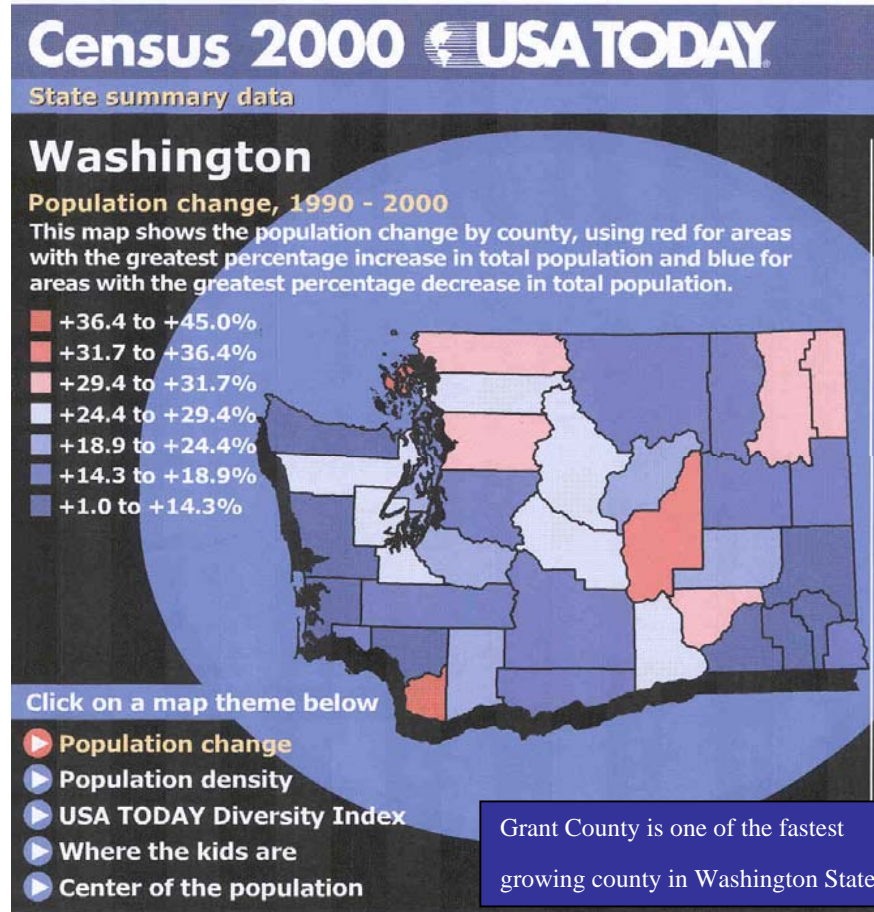 Census 2000 USA TODAY
State summary data
Washington
Population change, 1990 - 2000
This map shows the population change by county, using red for areas
with the greatest percentage increase in total population and blue for
areas with the greatest percentage decrease in total population.
+36.4 to +45.0%
+31.7 to +36.4%
+29.4 to +31.7%
+24.4 to +29.4%
+18.9 to +24.4%
+14.3 to +18.9%
+1.0 to +14.3%
Click on a map theme below
Population change
Population density
USA TODAY Diversity Index
Where the kids are
Center of the population
Grant County is one of the fastest
growing county in Washington State